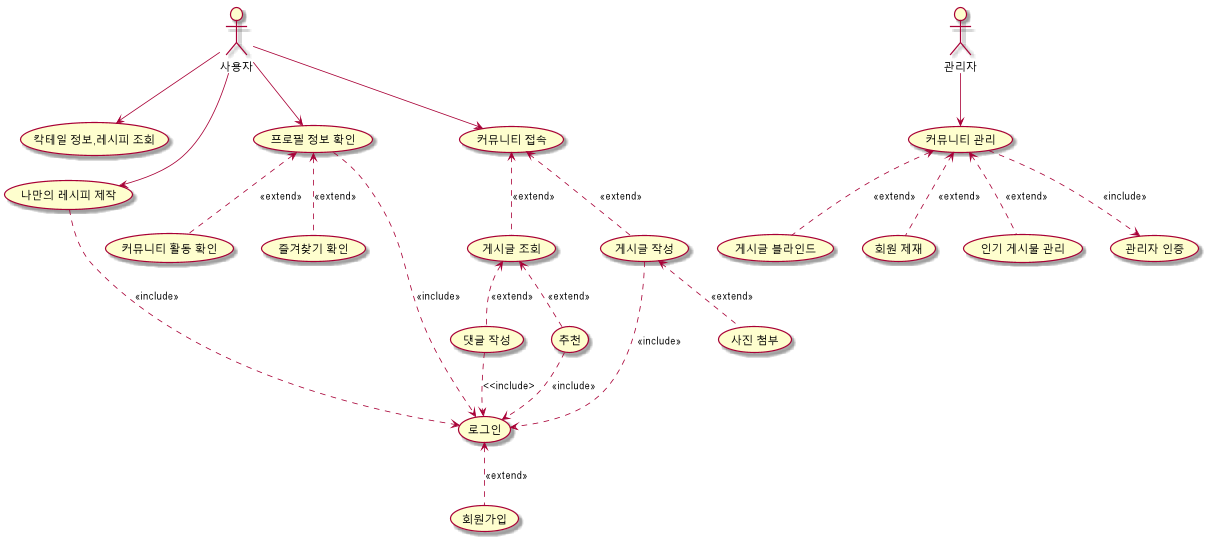 사용자
관리자
칵테일 정보,레시피 조회
프로필 정보 확인
커뮤니티 접속
커뮤니티 관리
나만의 레시피 제작
«extend»
«extend»
«extend»
«extend»
«extend»
«extend»
«extend»
«include»
커뮤니티 활동 확인
즐겨찾기 확인
게시글 조회
게시글 작성
게시글 블라인드
회원 제재
인기 게시물 관리
관리자 인증
«include»
«include»
«extend»
«extend»
«extend»
댓글 작성
추천
«include»
사진 첨부
<<include>
«include»
로그인
«extend»
회원가입